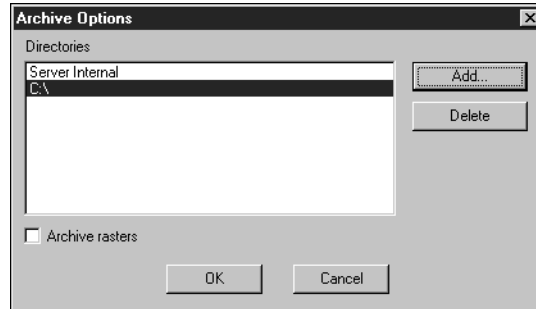 Archive Options
Directories
Server Internal
C:\
Add...
Delete
Archive rasters
OK
Cancel